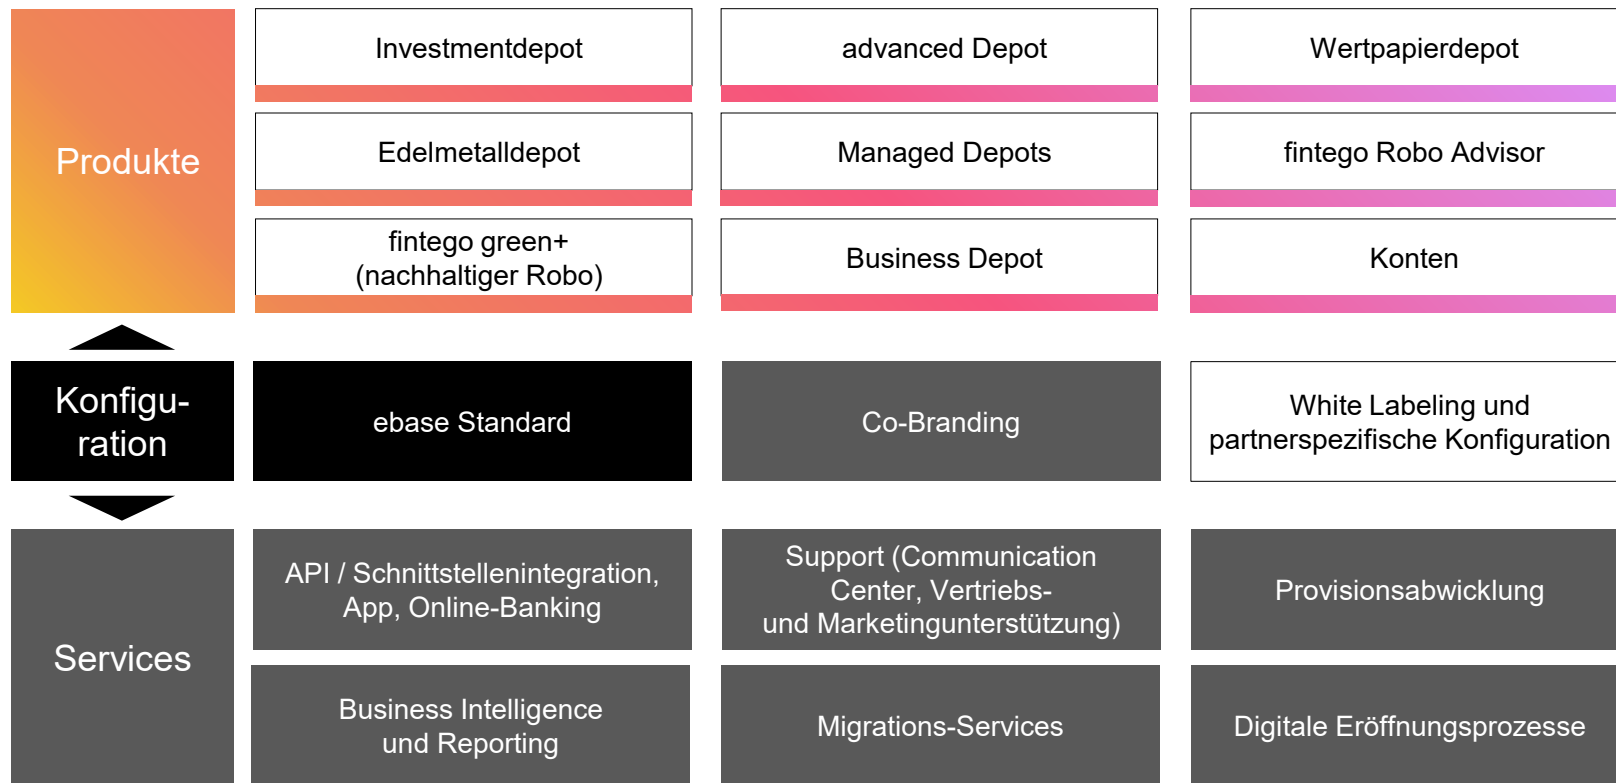 Produkte
Investmentdepot
advanced Depot
Wertpapierdepot
Edelmetalldepot
Managed Depots
fintego Robo Advisor
fintego green+
(nachhaltiger Robo)
Business Depot
Konten
Konfigu-
ration
ebase Standard
Co-Branding
White Labeling und
partnerspezifische Konfiguration
Services
API / Schnittstellenintegration,
App, Online-Banking
Support (Communication
Center, Vertriebs-
und Marketingunterstützung)
Provisionsabwicklung
Business Intelligence
und Reporting
Migrations-Services
Digitale Eröffnungsprozesse